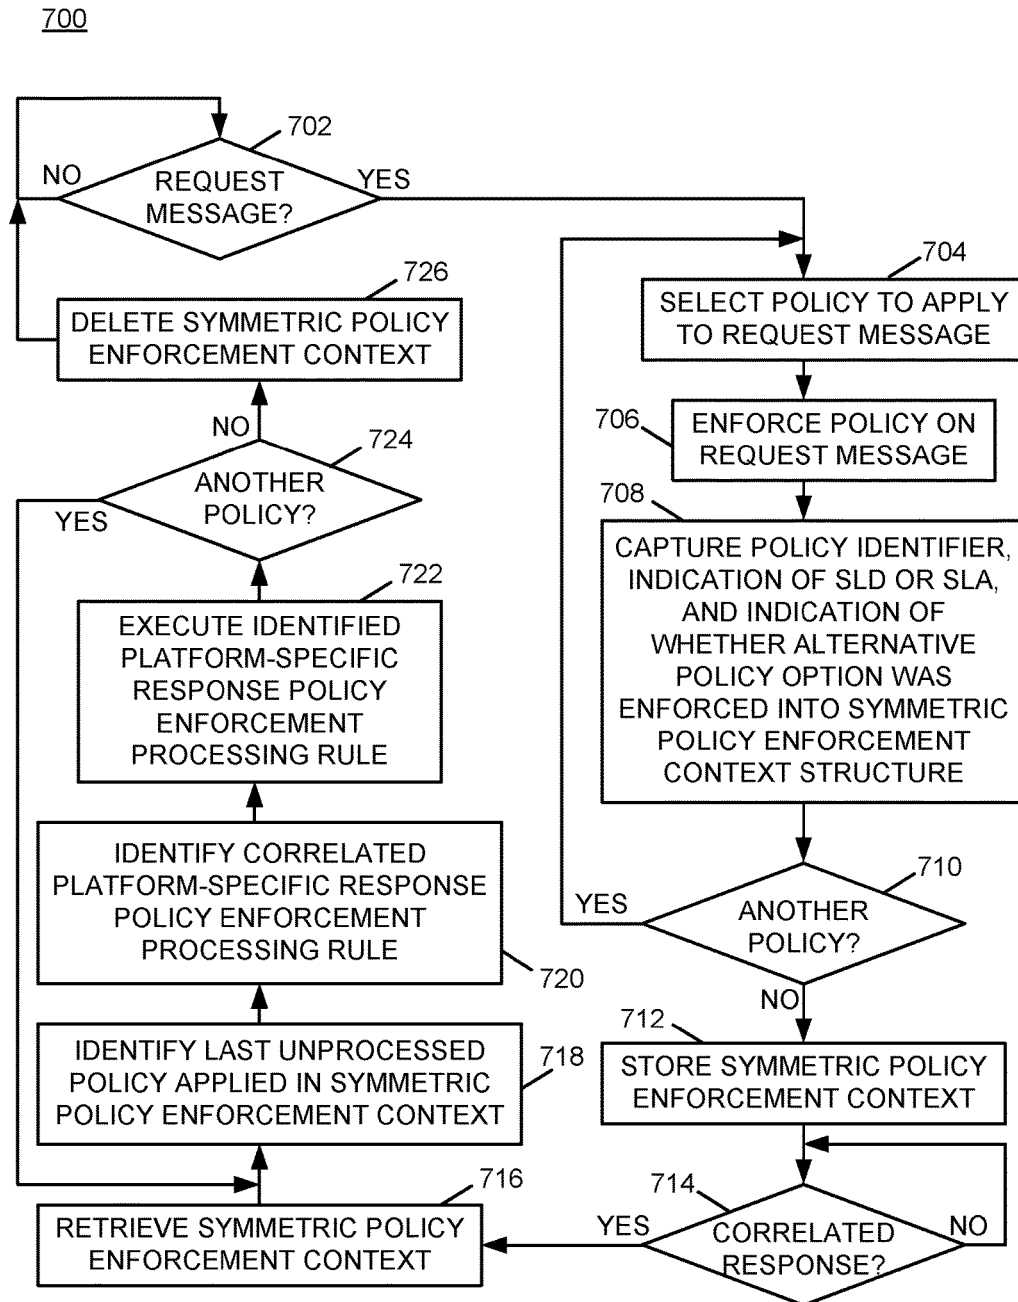 700
702
NO
REQUEST
MESSAGE?
YES
704
SELECT POLICY TO APPLY
TO REQUEST MESSAGE
706
ENFORCE POLICY ON
REQUEST MESSAGE
708
CAPTURE POLICY IDENTIFIER,
INDICATION OF SLD OR SLA,
AND INDICATION OF
WHETHER ALTERNATIVE
POLICY OPTION WAS
ENFORCED INTO SYMMETRIC
POLICY ENFORCEMENT
CONTEXT STRUCTURE
710
YES
ANOTHER
POLICY?
NO
712
STORE SYMMETRIC POLICY
ENFORCEMENT CONTEXT
714
YES
CORRELATED
RESPONSE?
NO
716
RETRIEVE SYMMETRIC POLICY
ENFORCEMENT CONTEXT
718
IDENTIFY LAST UNPROCESSED
POLICY APPLIED IN SYMMETRIC
POLICY ENFORCEMENT CONTEXT
720
IDENTIFY CORRELATED
PLATFORM-SPECIFIC RESPONSE
POLICY ENFORCEMENT
PROCESSING RULE
722
EXECUTE IDENTIFIED
PLATFORM-SPECIFIC
RESPONSE POLICY
ENFORCEMENT
PROCESSING RULE
724
YES
ANOTHER
POLICY?
NO
726
DELETE SYMMETRIC POLICY
ENFORCEMENT CONTEXT